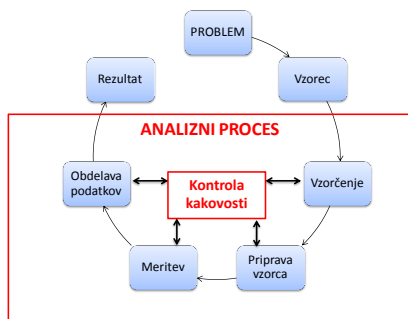 PROBLEM
Rezultat
Vzorec
ANALIZNI PROCES
Obdelava
podatkov
Kontrola
kakovosti
Vzorčenje
Meritev
Priprava
vzorca